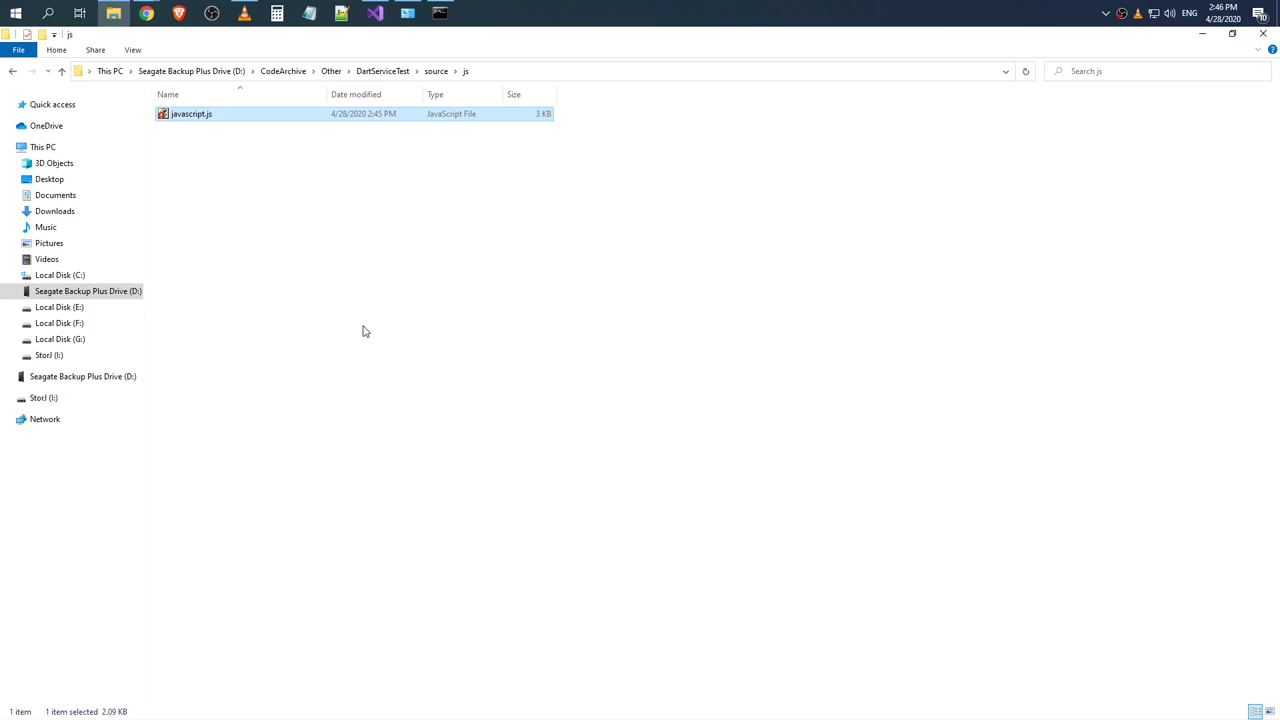 2:46 PM
ENG
4/28/2020
10
js
File
Home
Share
View
This PC
Seagate Backup Plus Drive (D:)
CodeArchive
Other
DartServiceTest
source
js
Search js
Name
Date modified
Type
Size
javascript.js
4/28/2020 2:45 PM
JavaScript File
3 KB
Quick access
OneDrive
This PC
3D Objects
Desktop
Documents
Downloads
Music
Pictures
Videos
Local Disk (C:)
Seagate Backup Plus Drive (D:)
Local Disk (E:)
Local Disk (F:)
Local Disk (G:)
StorJ (I:)
Seagate Backup Plus Drive (D:)
StorJ (I:)
Network
1 item
1 item selected 2.09 KB